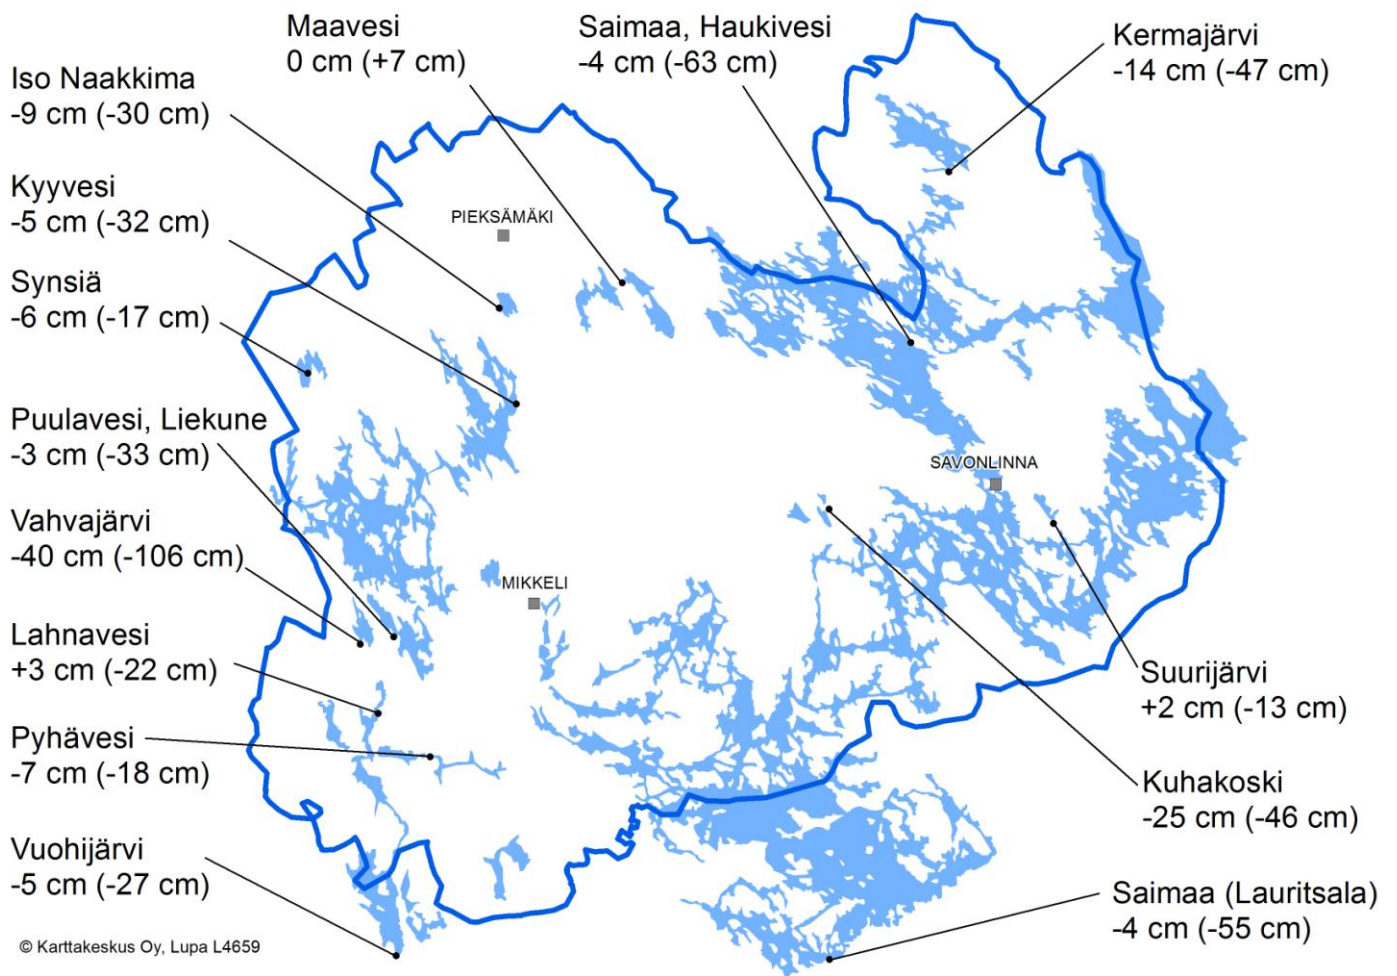 Maavesi
0 cm (+7 cm)
Saimaa, Haukivesi
-4 cm (-63 cm)
Kermajärvi
-14 cm (-47 cm)
Iso Naakkima
-9 cm (-30 cm)
Kyyvesi
-5 cm (-32 cm)
PIEKSÄMÄKI
Synsiä
-6 cm (-17 cm)
Puulavesi, Liekune
-3 cm (-33 cm)
SAVONLINNA
Vahvajärvi
-40 cm (-106 cm)
MIKKELI
Lahnavesi
+3 cm (-22 cm)
Suurijärvi
+2 cm (-13 cm)
Pyhävesi
-7 cm (-18 cm)
Kuhakoski
-25 cm (-46 cm)
Vuohijärvi
-5 cm (-27 cm)
Saimaa (Lauritsala)
-4 cm (-55 cm)
© Karttakeskus Oy, Lupa L4659